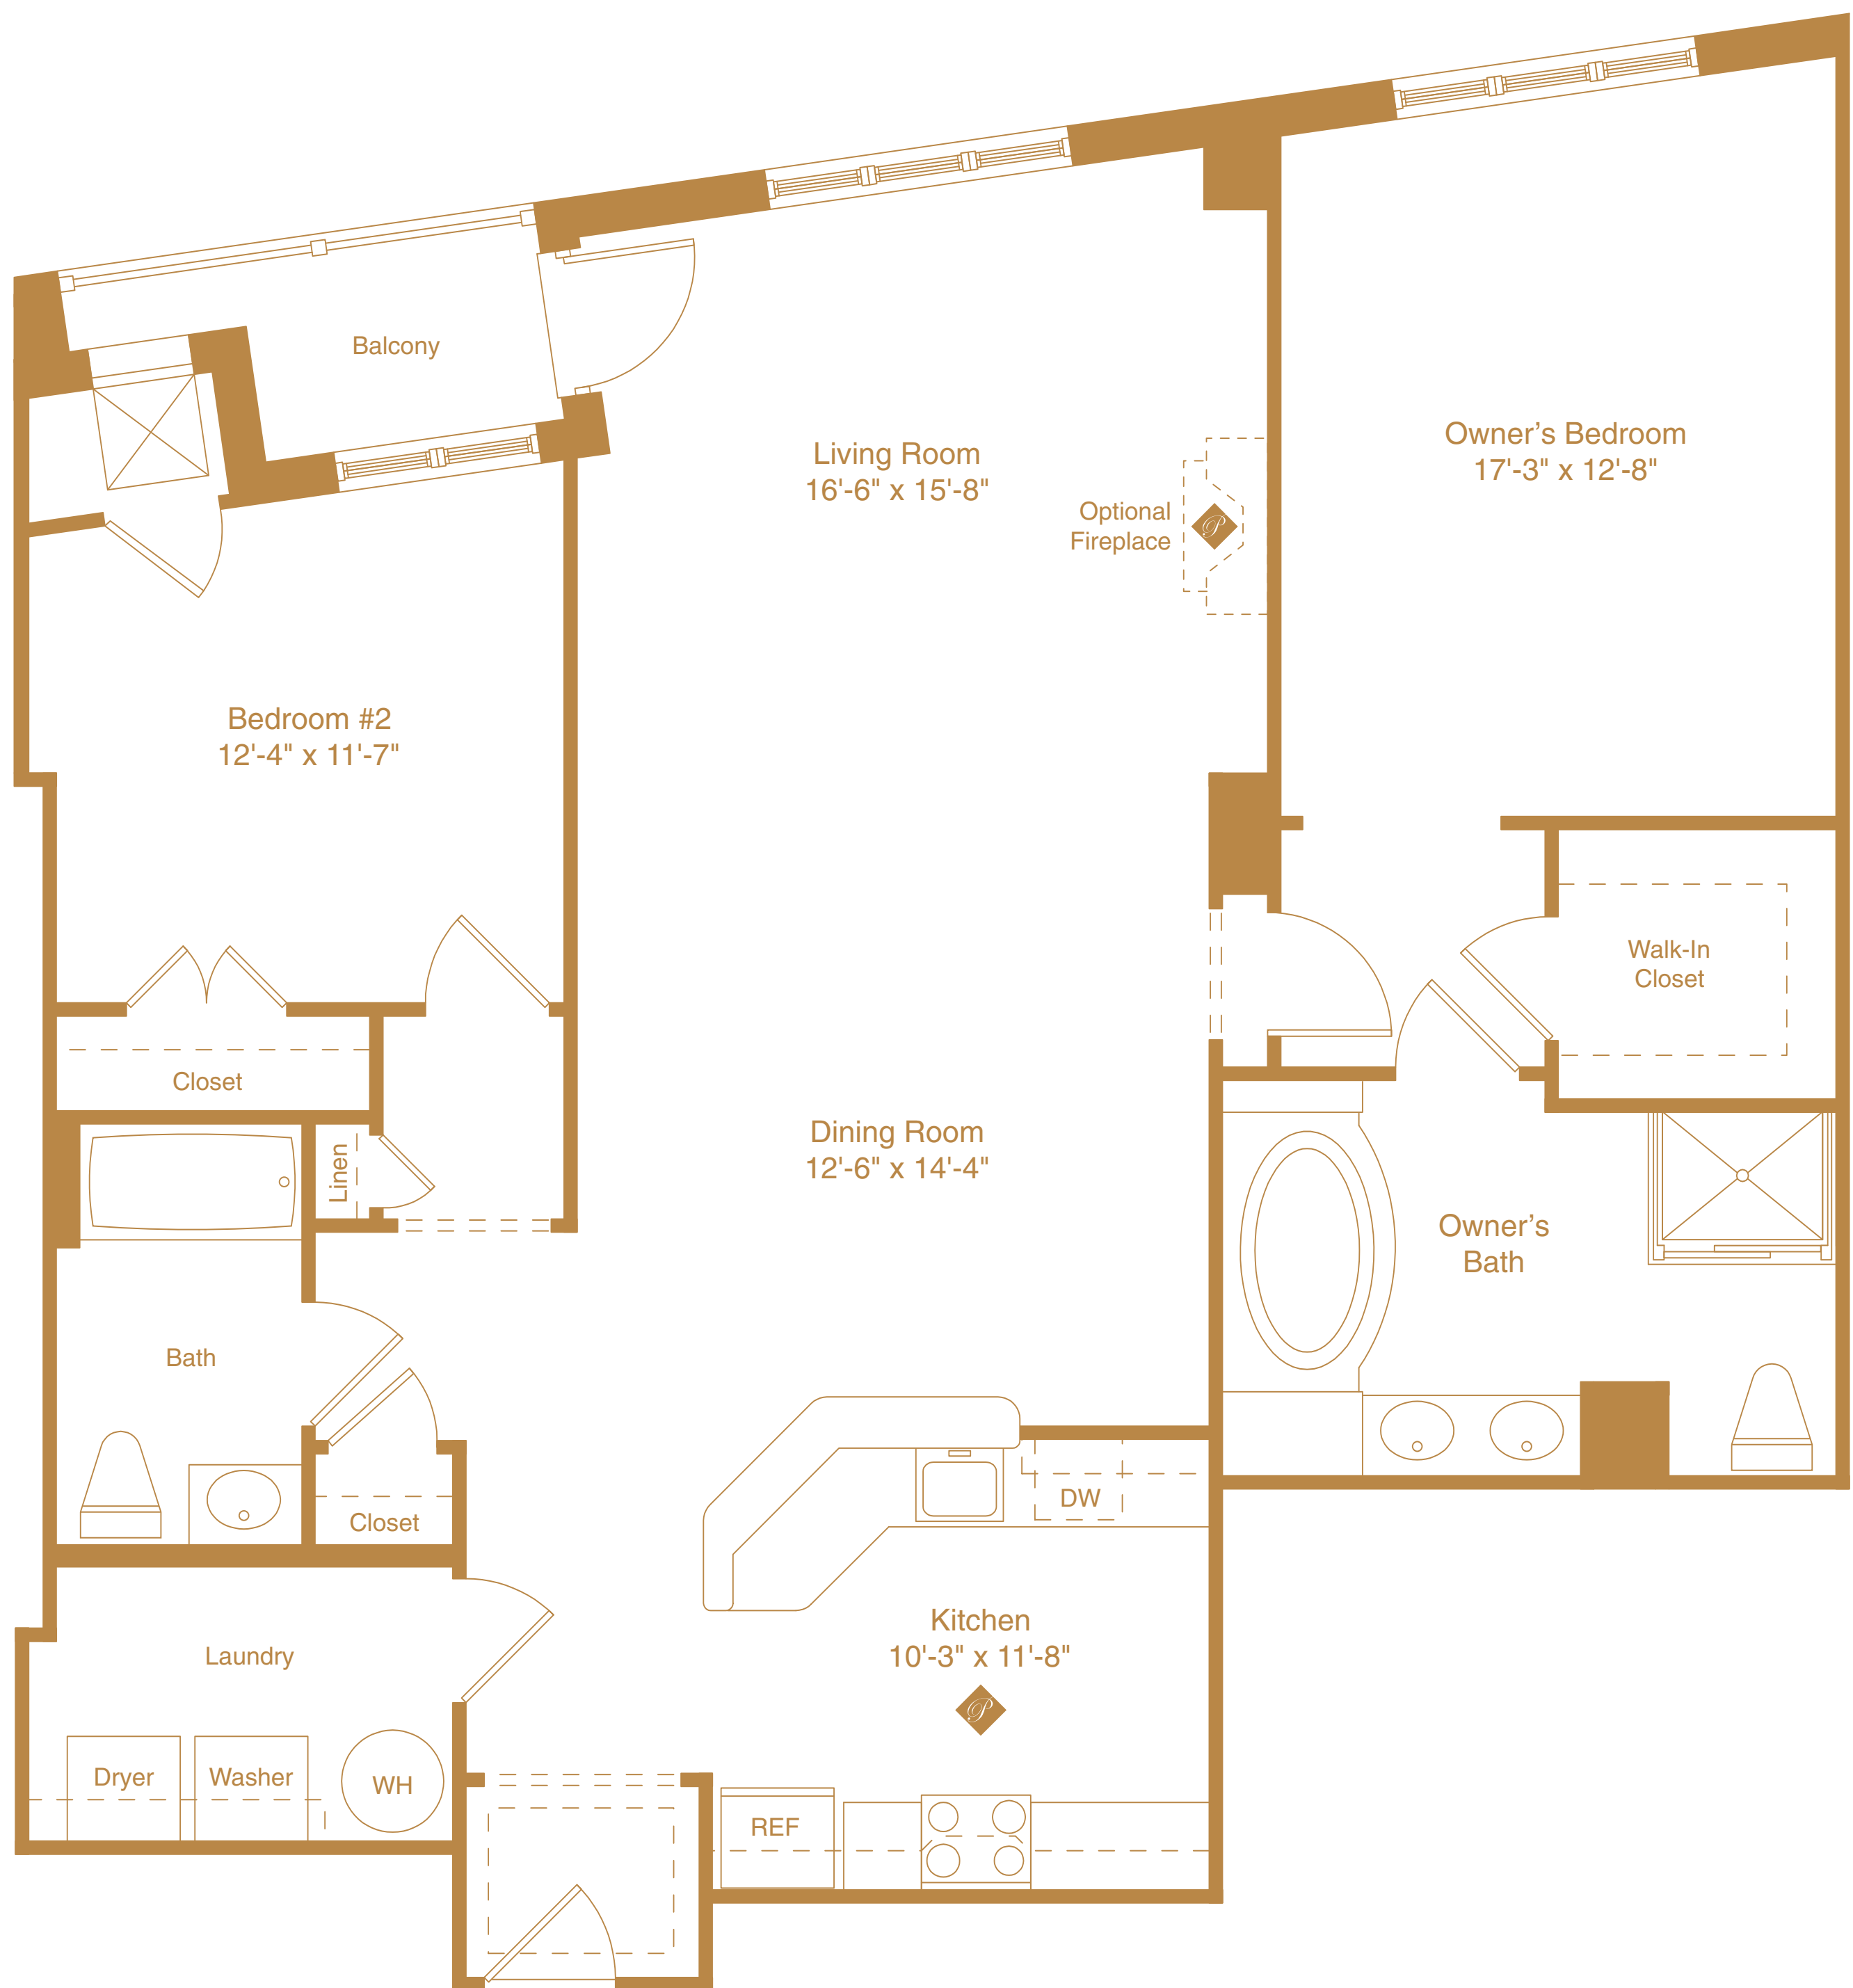 Balcony
Living Room
16'-6" x 15'-8"
Owner’s Bedroom
17'-3" x 12'-8"
Optional
Fireplace
P
Bedroom #2
12'-4" x 11'-7"
Walk-In
Closet
Closet
Linen
Dining Room
12'-6" x 14'-4"
Owner’s
Bath
Bath
Closet
DW
Kitchen
10'-3" x 11'-8"
P
Laundry
Dryer
Washer
WH
REF